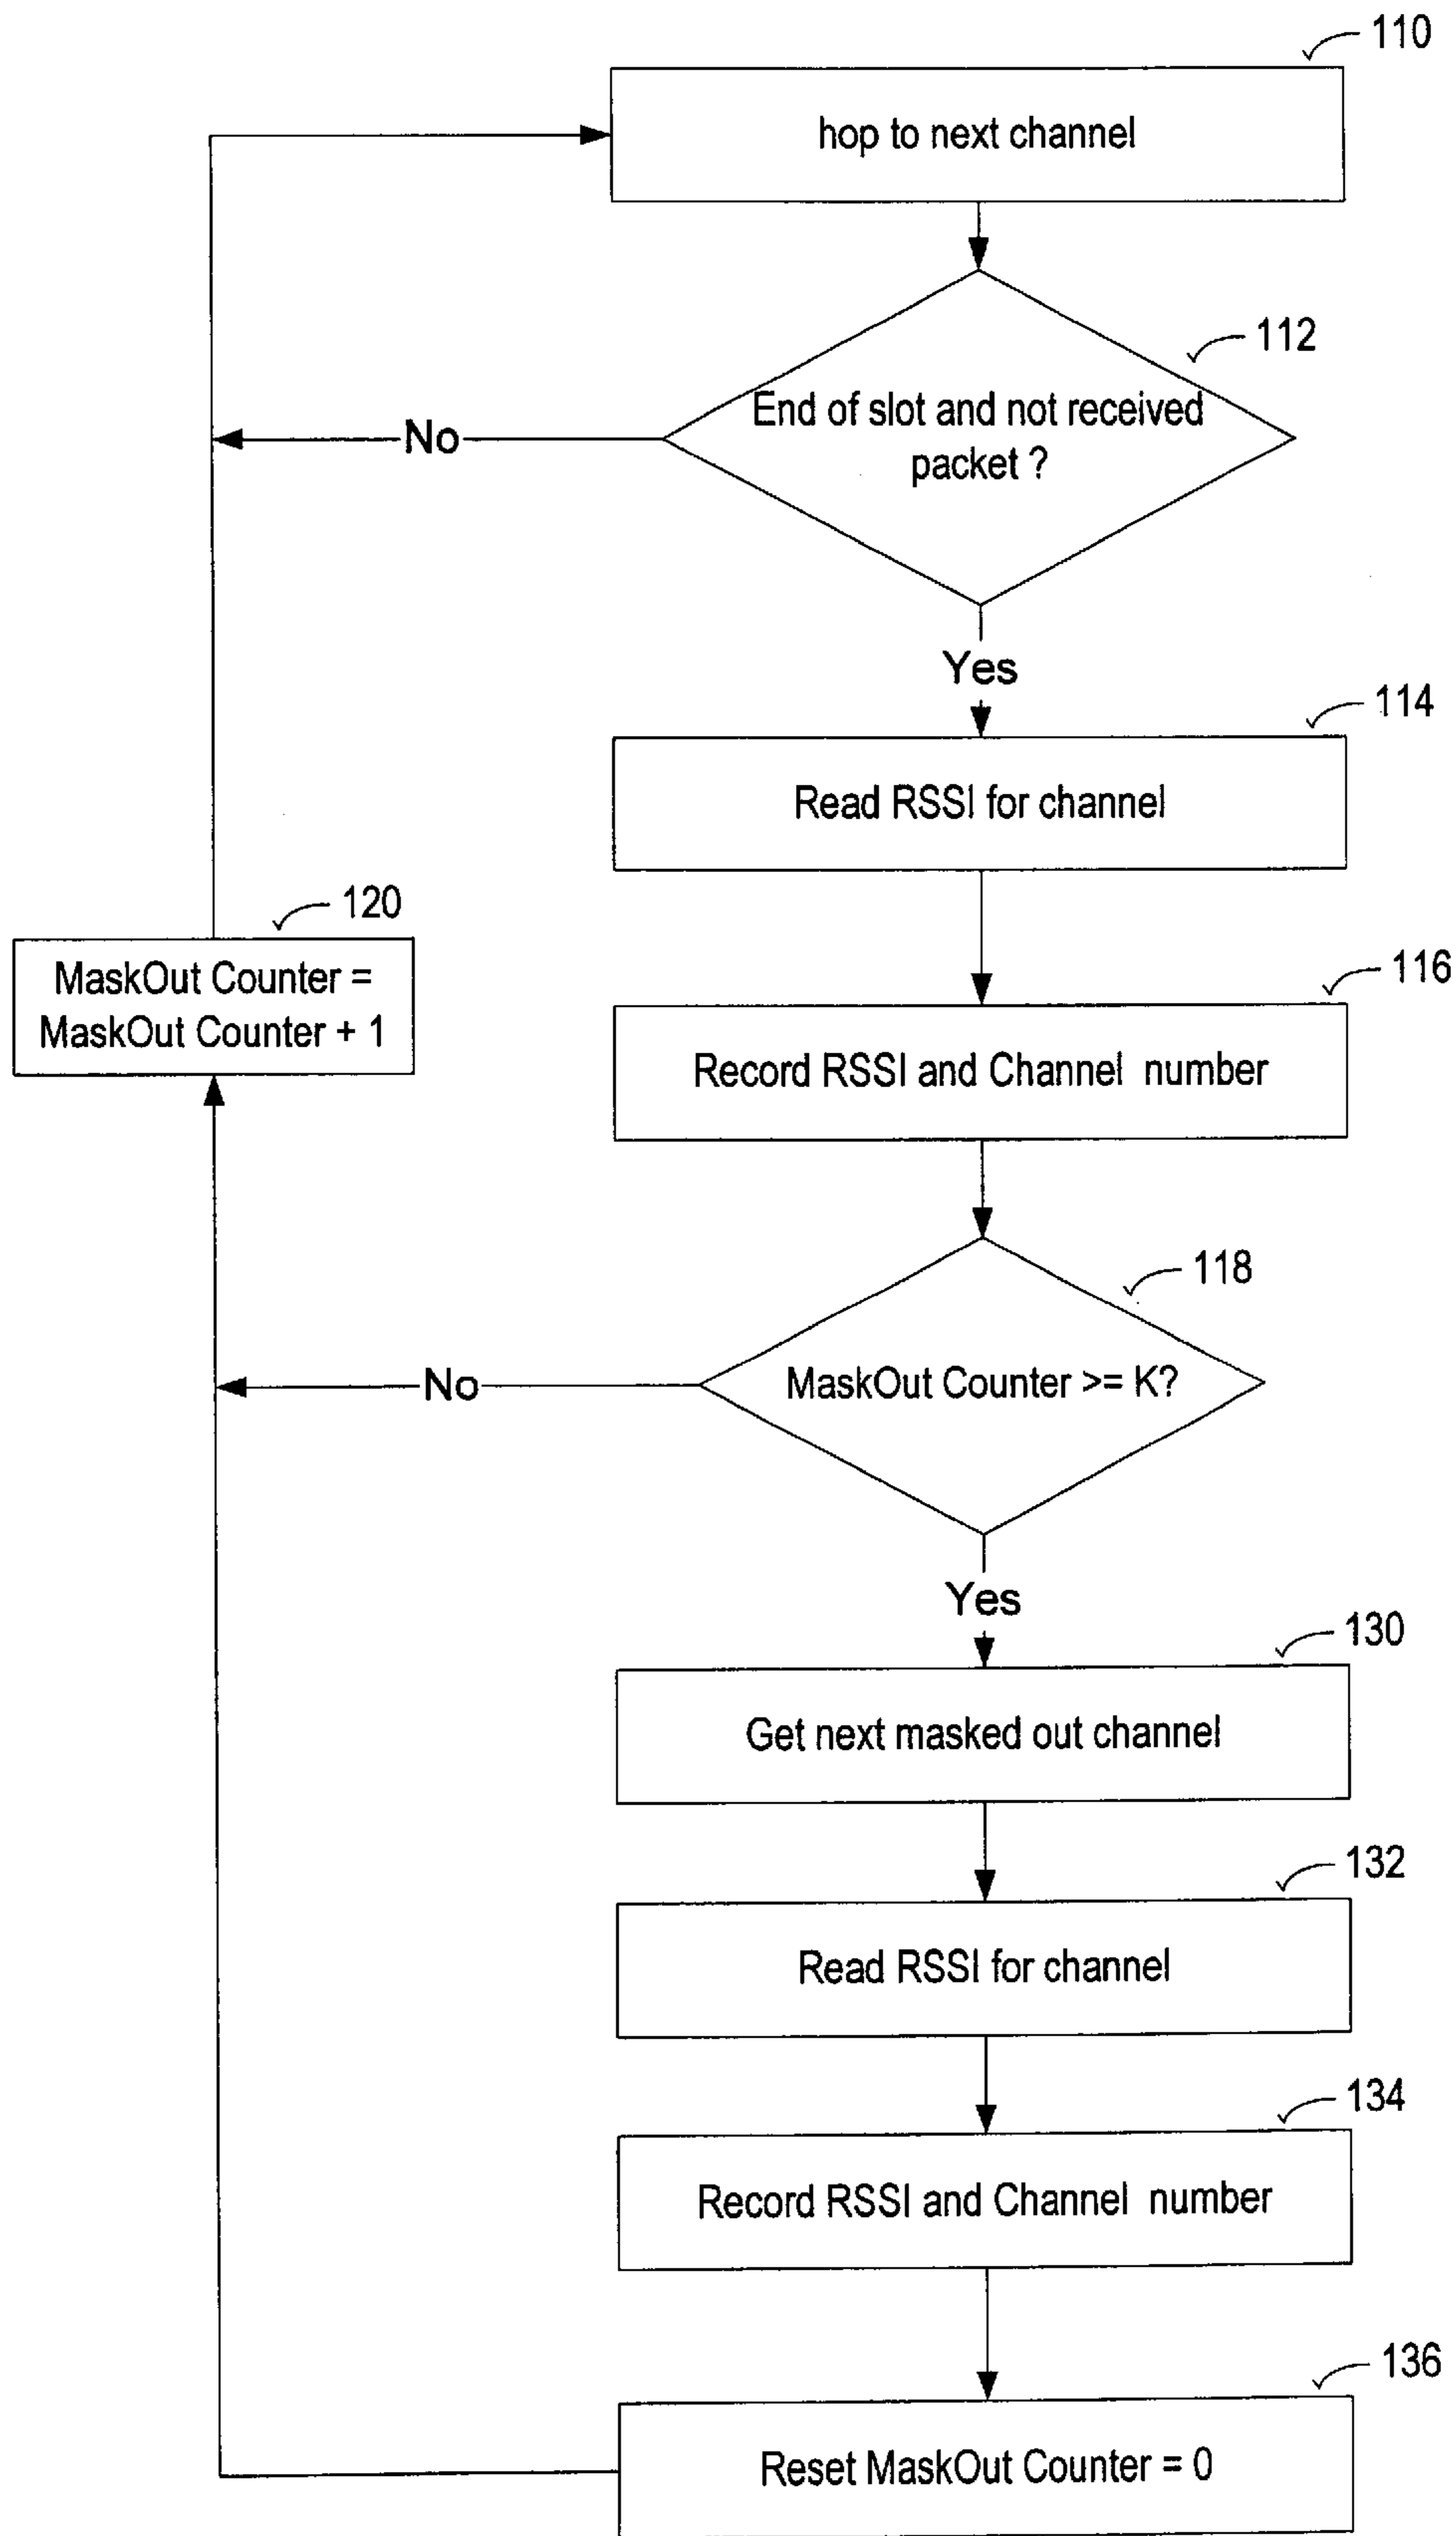 110
hop to next channel
112
End of slot and not received
packet ?
No
Yes
114
Read RSSI for channel
120
MaskOut Counter =
MaskOut Counter + 1
116
Record RSSI and Channel number
118
MaskOut Counter >= K?
No
Yes
130
Get next masked out channel
132
Read RSSI for channel
134
Record RSSI and Channel number
136
Reset MaskOut Counter = 0